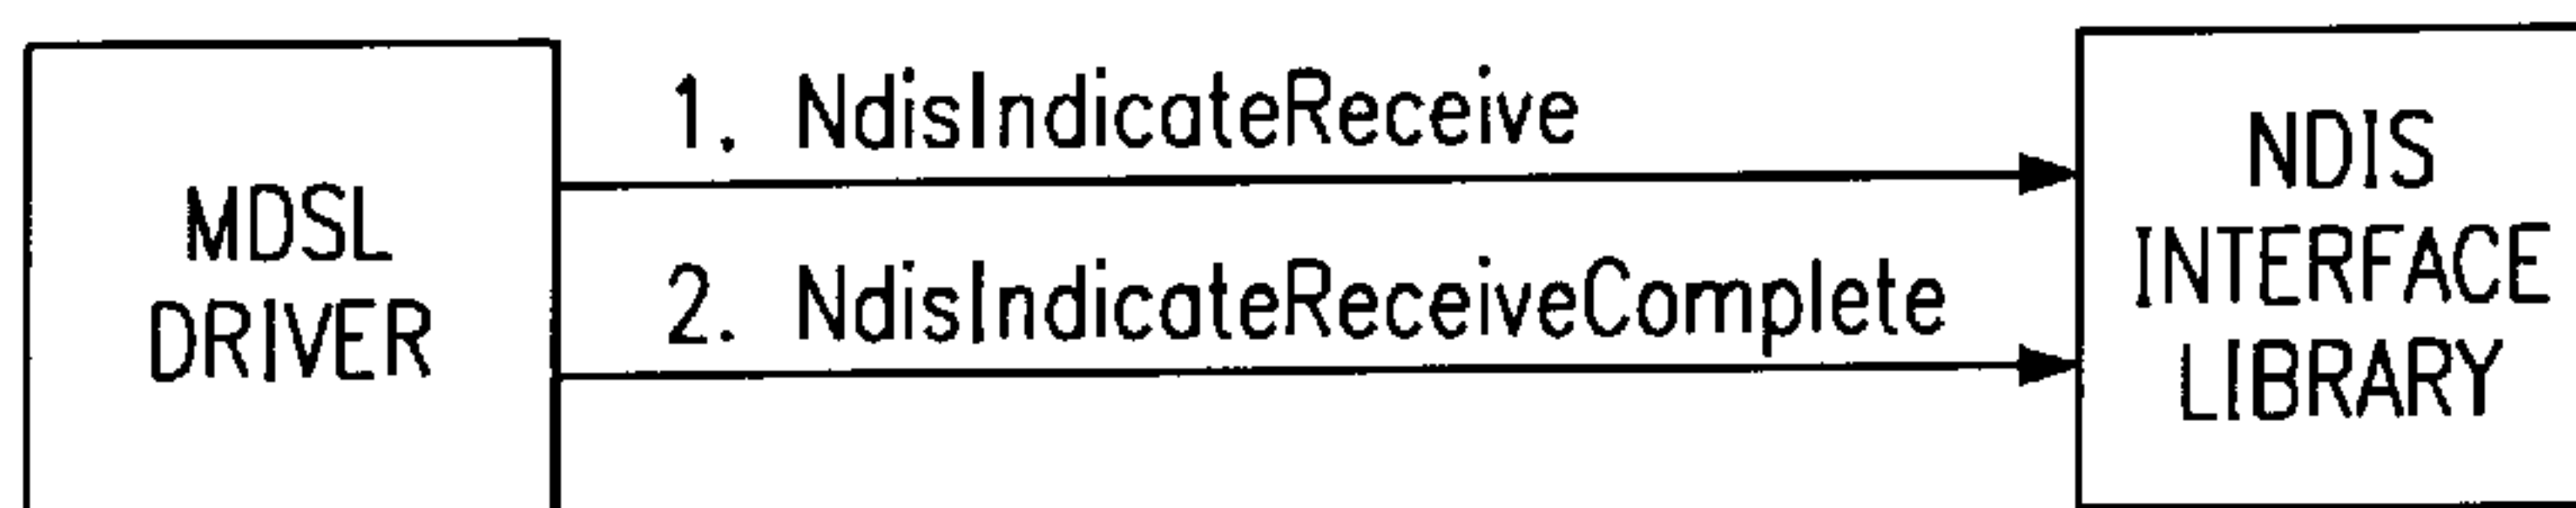 MDSL
DRIVER
1. NdisIndicateReceive
2. NdisIndicateReceiveComplete
NDIS
INTERFACE
LIBRARY